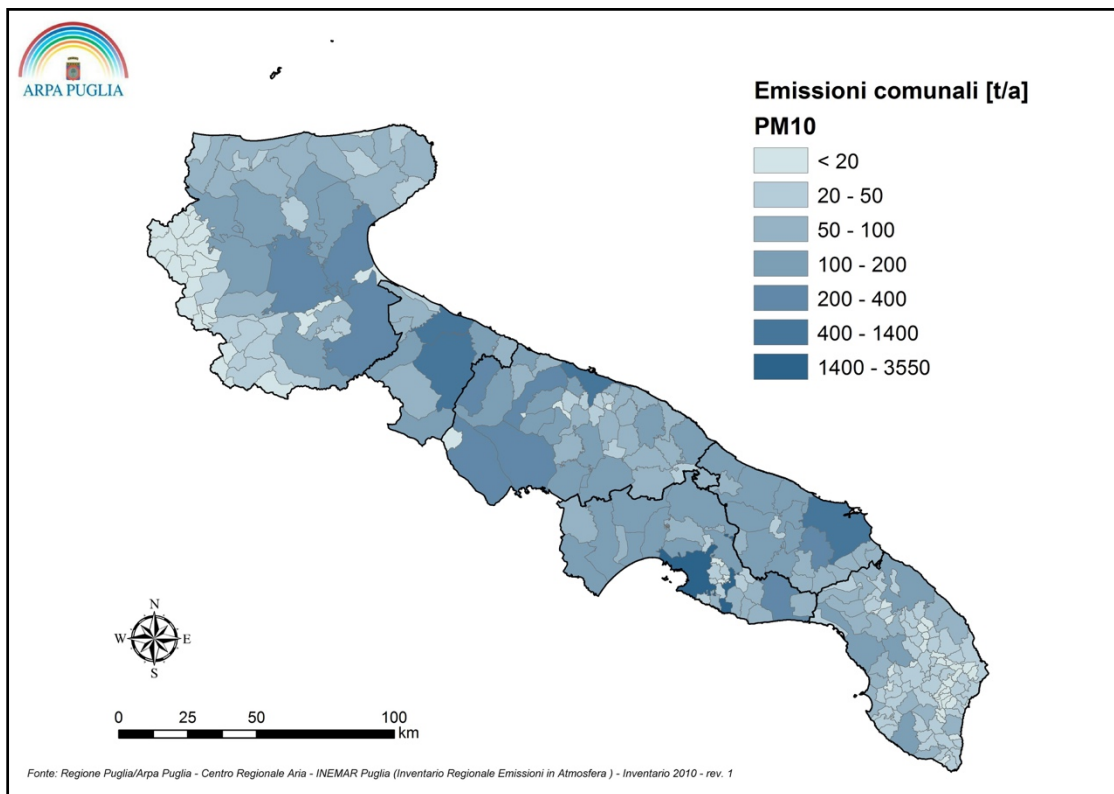 ARPA PUGLIA
Emissioni comunali [t/a]
PM10
< 20
20 - 50
50 - 100
100 - 200
200 - 400
400 - 1400
1400 - 3550
N
W E
S
0 25 50 100
km
Fonte: Regione Puglia/Arpa Puglia - Centro Regionale Aria - INEMAR Puglia (Inventario Regionale Emissioni in Atmosfera ) - Inventario 2010 - rev. 1